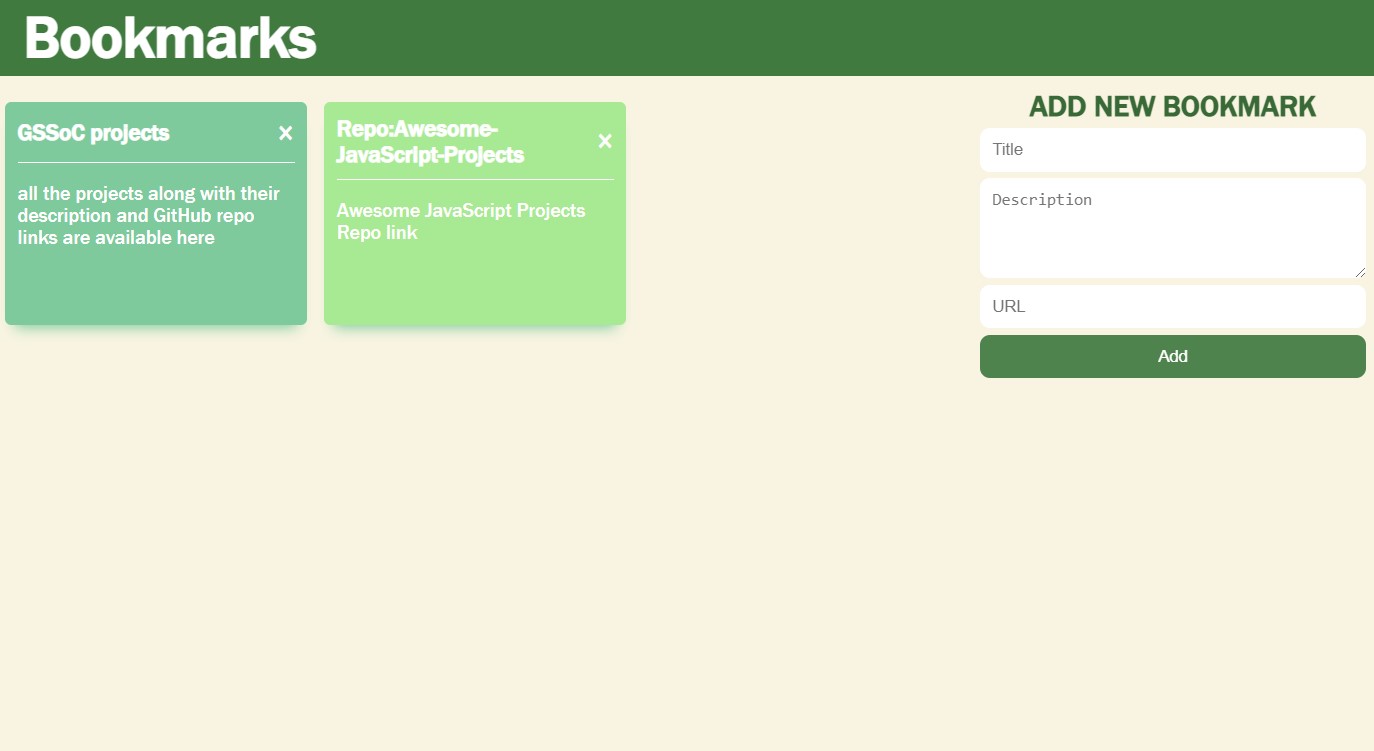 Bookmarks
GSSoC projects ×
all the projects along with their
description and GitHub repo
links are available here
Repo:Awesome-
JavaScript-Projects ×
Awesome JavaScript Projects
Repo link
ADD NEW BOOKMARK
Title
Description
URL
Add